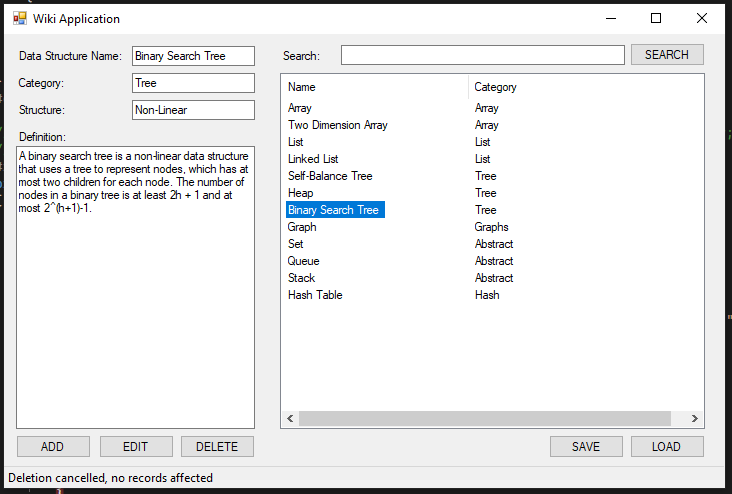 Wiki Application
Data Structure Name: Binary Search Tree
Category: Tree
Structure: Non-Linear
Definition:
A binary search tree is a non-linear data structure
that uses a tree to represent nodes, which has at
most two children for each node. The number of
nodes in a binary tree is at least 2h + 1 and at
most 2^(h+1)-1.
ADD EDIT DELETE
Search: SEARCH
Name Category
Array Array
Two Dimension Array Array
List List
Linked List List
Self-Balance Tree Tree
Heap Tree
Binary Search Tree Tree
Graph Graphs
Set Abstract
Queue Abstract
Stack Abstract
Hash Table Hash
SAVE LOAD
Deletion cancelled, no records affected